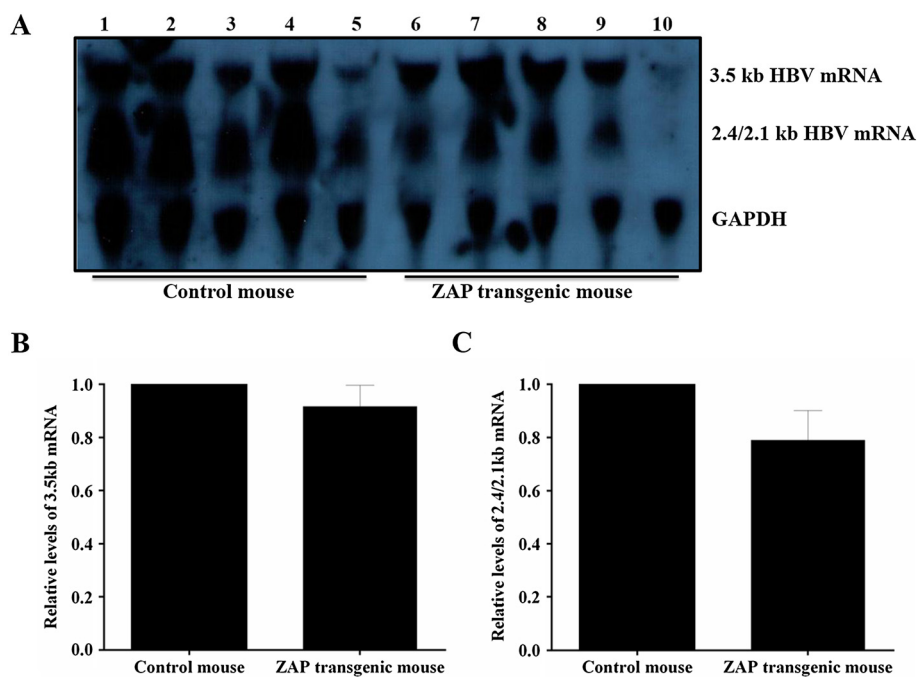 A
1 2 3 4 5 6 7 8 9 10
3.5 kb HBV mRNA
2.4/2.1 kb HBV mRNA
GAPDH
Control mouse
ZAP transgenic mouse
B
Relative levels of 3.5kb mRNA
1.0
0.8
0.6
0.4
0.2
0.0
Control mouse
ZAP transgenic mouse
C
Relative levels of 2.4/2.1kb mRNA
1.0
0.8
0.6
0.4
0.2
0.0
Control mouse
ZAP transgenic mouse